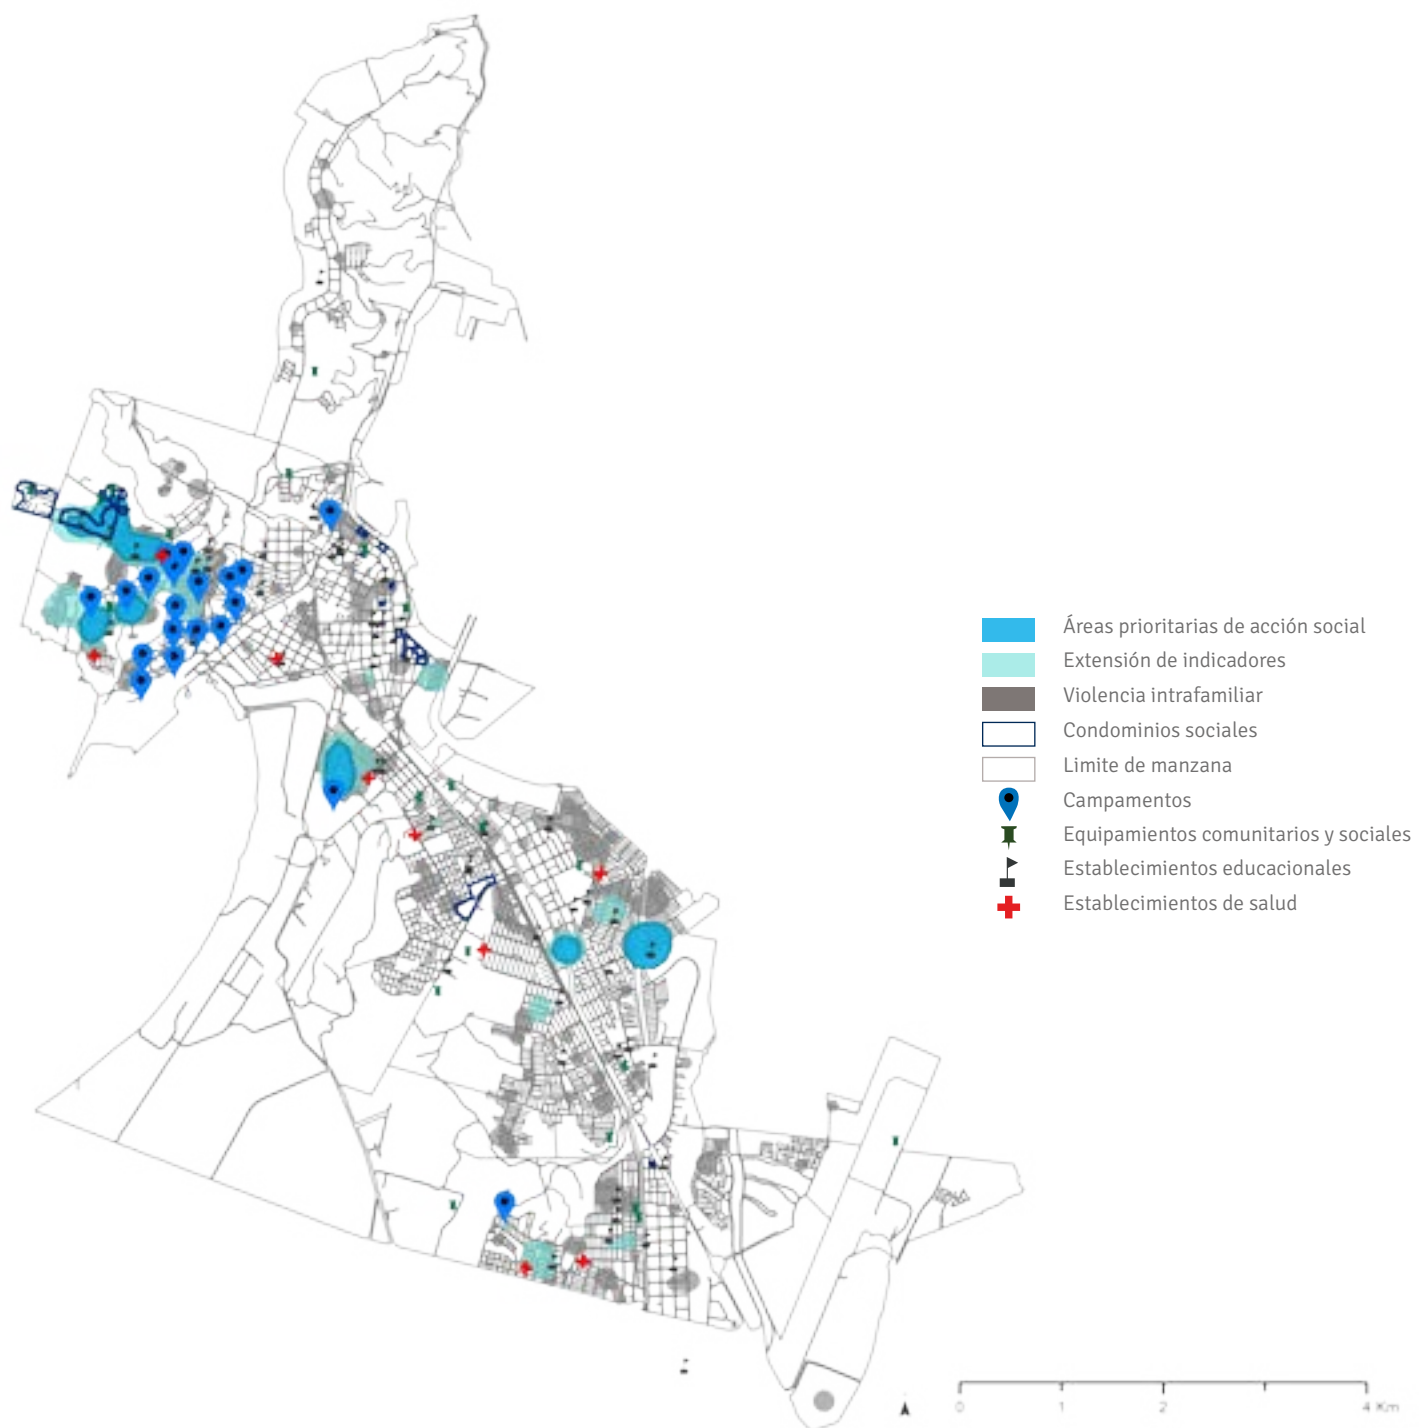 Áreas prioritarias de acción social
Extensión de indicadores
Violencia intrafamiliar
Condominios sociales
Limite de manzana
Campamentos
Equipamientos comunitarios y sociales
Establecimientos educacionales
Establecimientos de salud
0 1 2 4 Km